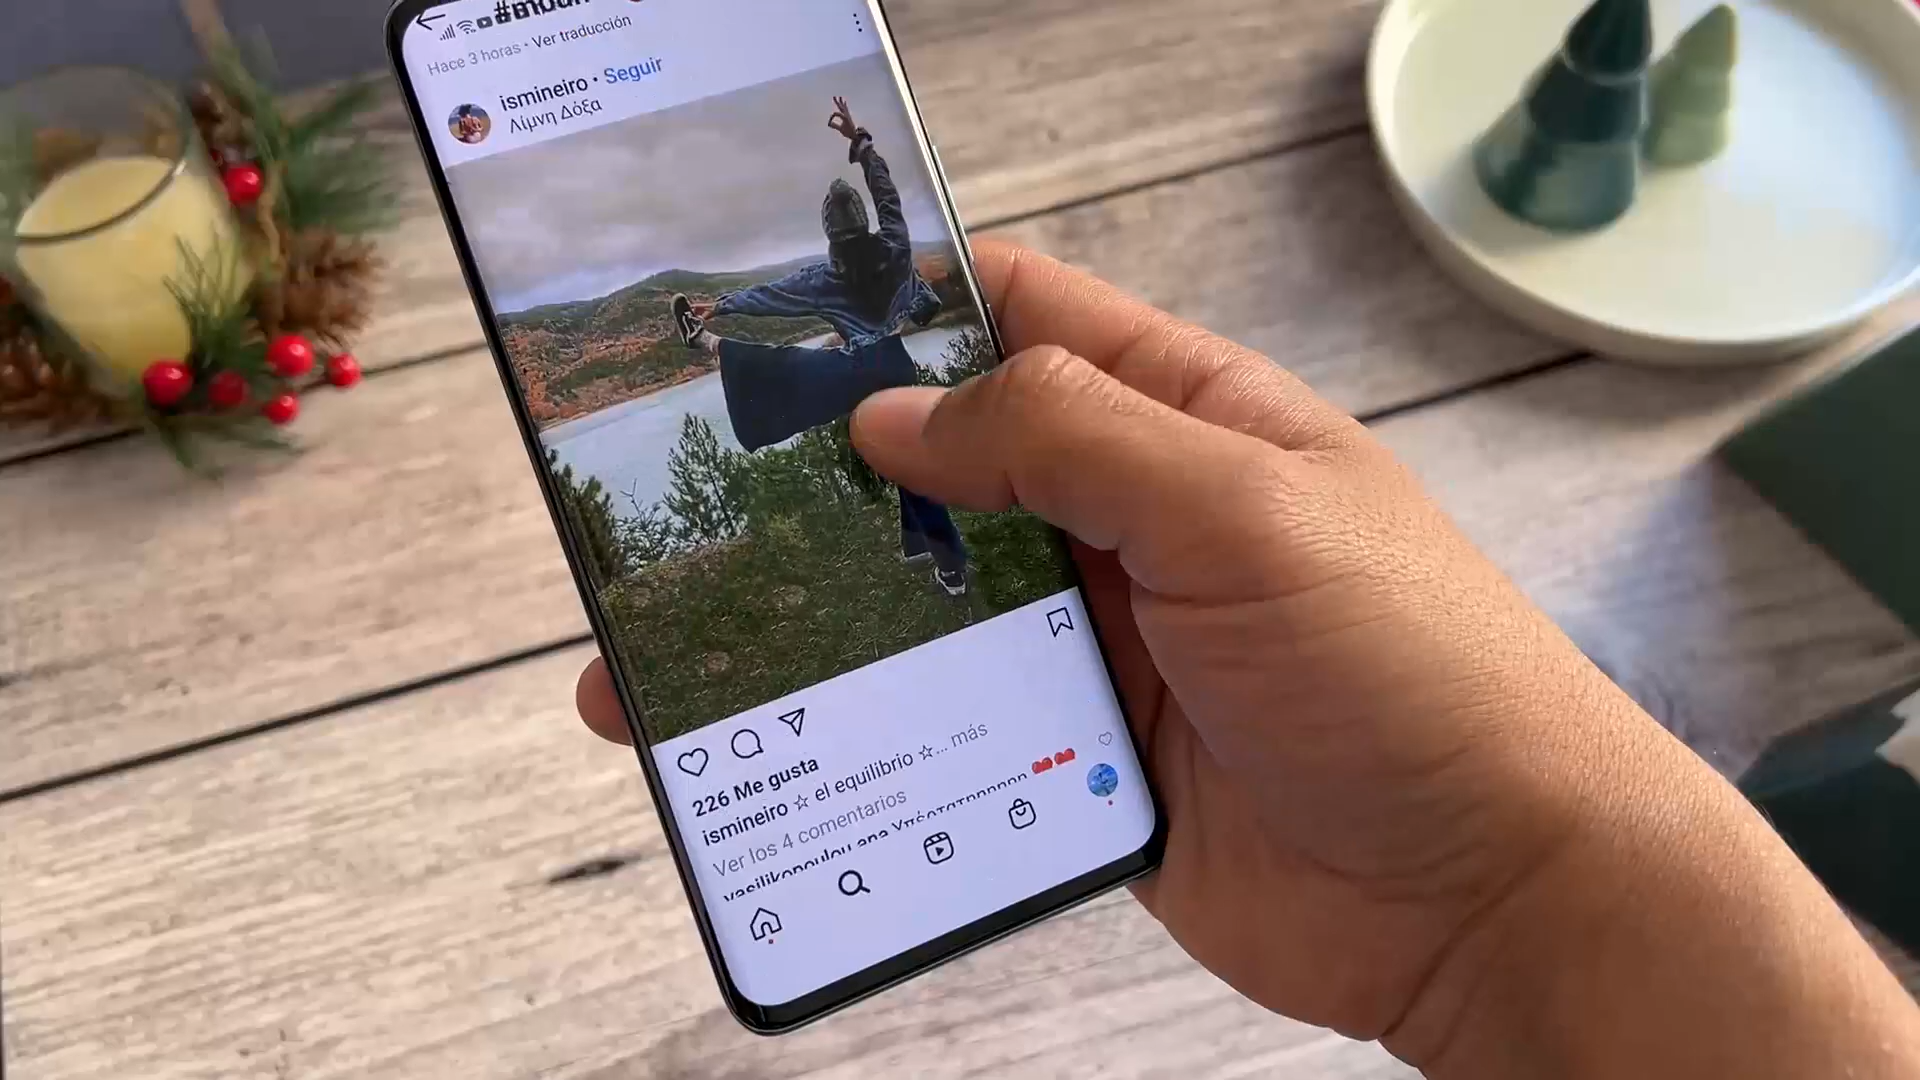 Hace 3 horas • Ver traducción
ismineiro • Seguir
Λίμνη Δόξα
226 Me gusta
ismineiro ☆ el equilibrio ☆... más
Ver los 4 comentarios